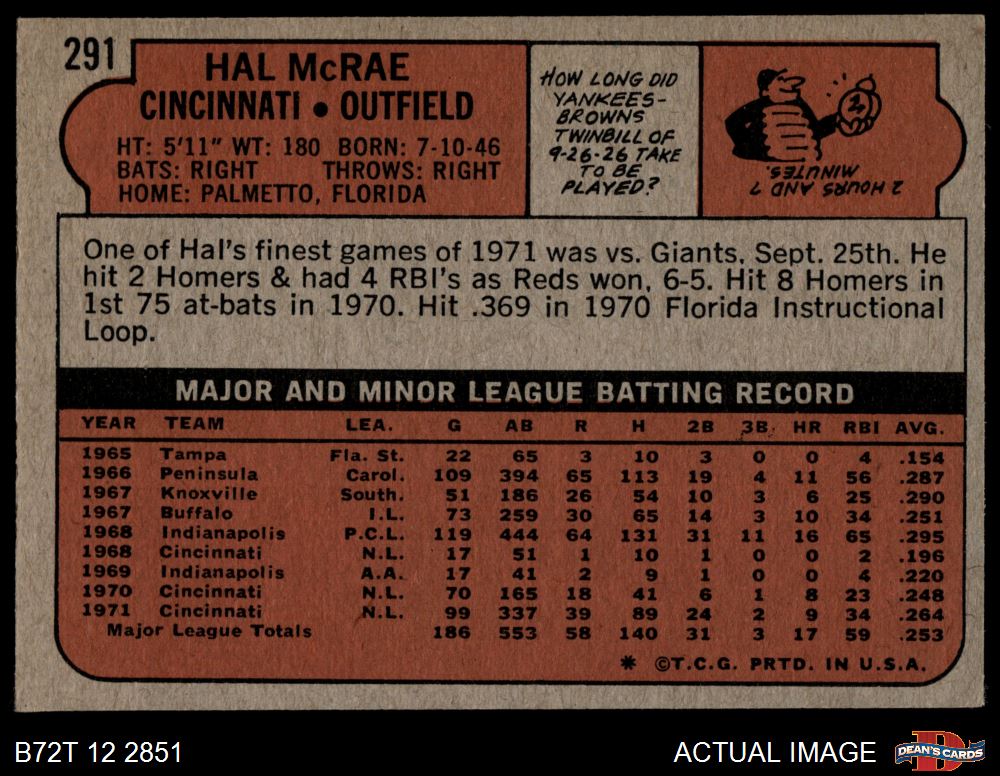 291
HAL McRAE
CINCINNATI • OUTFIELD
HT: 5'11" WT: 180 BORN: 7-10-46
BATS: RIGHT THROWS: RIGHT
HOME: PALMETTO, FLORIDA
HOW LONG DID
YANKEES-
BROWNS
TWINBILL OF
9-26-26 TAKE
TO BE
PLAYED?
2 HOURS AND 7
MINUTES.
One of Hal's finest games of 1971 was vs. Giants, Sept. 25th. He
hit 2 Homers & had 4 RBI's as Reds won, 6-5. Hit 8 Homers in
1st 75 at-bats in 1970. Hit .369 in 1970 Florida Instructional
Loop.
MAJOR AND MINOR LEAGUE BATTING RECORD
YEAR TEAM LEA. G AB R H 2B 3B HR RBI AVG.
1965 Tampa Fla. St. 22 65 3 10 3 0 0 4 .154
1966 Peninsula Carol. 109 394 65 113 19 4 11 56 .287
1967 Knoxville South. 51 186 26 54 10 3 6 25 .290
1967 Buffalo I.L. 73 259 30 65 14 3 10 34 .251
1968 Indianapolis P.C.L. 119 444 64 131 31 11 16 65 .295
1968 Cincinnati N.L. 17 51 1 10 1 0 0 2 .196
1969 Indianapolis A.A. 17 41 2 9 1 0 0 4 .220
1970 Cincinnati N.L. 70 165 18 41 6 1 8 23 .248
1971 Cincinnati N.L. 99 337 39 89 24 2 9 34 .264
Major League Totals 186 553 58 140 31 3 17 59 .253
* ©T.C.G. PRTD. IN U.S.A.
B72T 12 2851
ACTUAL IMAGE
D
DEAN'S CARDS